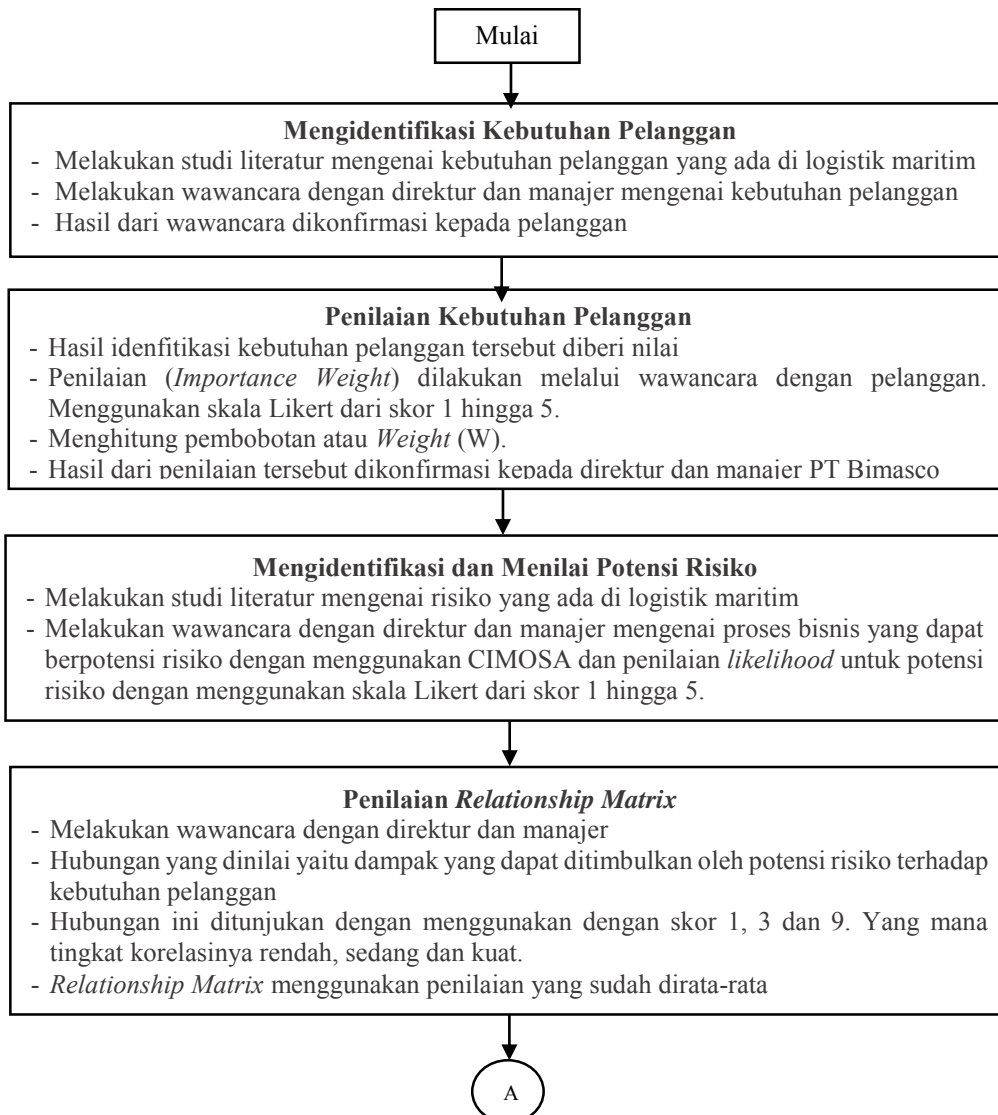 Mulai
Mengidentifikasi Kebutuhan Pelanggan
- Melakukan studi literatur mengenai kebutuhan pelanggan yang ada di logistik maritim
- Melakukan wawancara dengan direktur dan manajer mengenai kebutuhan pelanggan
- Hasil dari wawancara dikonfirmasi kepada pelanggan
Penilaian Kebutuhan Pelanggan
- Hasil idenfitikasi kebutuhan pelanggan tersebut diberi nilai
- Penilaian (Importance Weight) dilakukan melalui wawancara dengan pelanggan.
Menggunakan skala Likert dari skor 1 hingga 5.
- Menghitung pembobotan atau Weight (W).
- Hasil dari penilaian tersebut dikonfirmasi kepada direktur dan manajer PT Bimasco
Mengidentifikasi dan Menilai Potensi Risiko
- Melakukan studi literatur mengenai risiko yang ada di logistik maritim
- Melakukan wawancara dengan direktur dan manajer mengenai proses bisnis yang dapat
berpotensi risiko dengan menggunakan CIMOSA dan penilaian likelihood untuk potensi
risiko dengan menggunakan skala Likert dari skor 1 hingga 5.
Penilaian Relationship Matrix
- Melakukan wawancara dengan direktur dan manajer
- Hubungan yang dinilai yaitu dampak yang dapat ditimbulkan oleh potensi risiko terhadap
kebutuhan pelanggan
- Hubungan ini ditunjukan dengan menggunakan dengan skor 1, 3 dan 9. Yang mana
tingkat korelasinya rendah, sedang dan kuat.
- Relationship Matrix menggunakan penilaian yang sudah dirata-rata
A